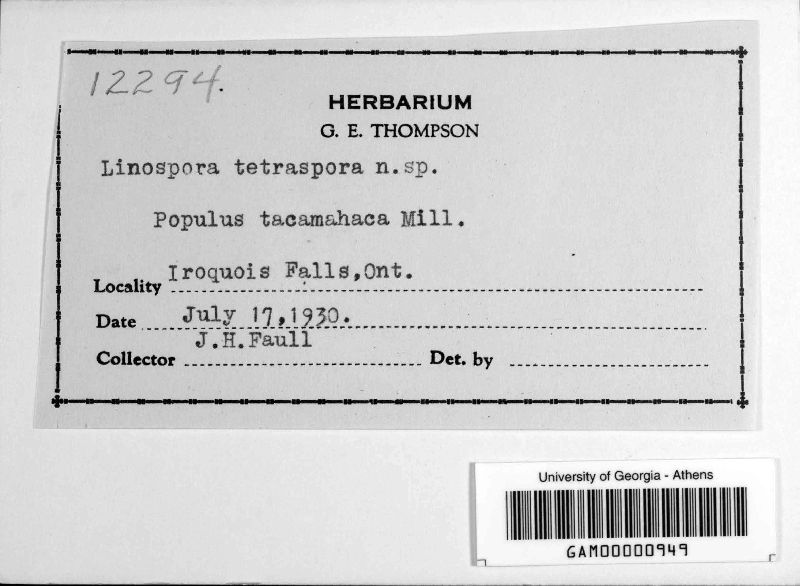 12294.
HERBARIUM
G. E. THOMPSON
Linospora tetraspora n.sp.
Populus tacamahaca Mill.
Locality Iroquois Falls,Ont.
Date July 17,1930.
Collector J.H.Faull Det. by
University of Georgia - Athens
GAM00000949